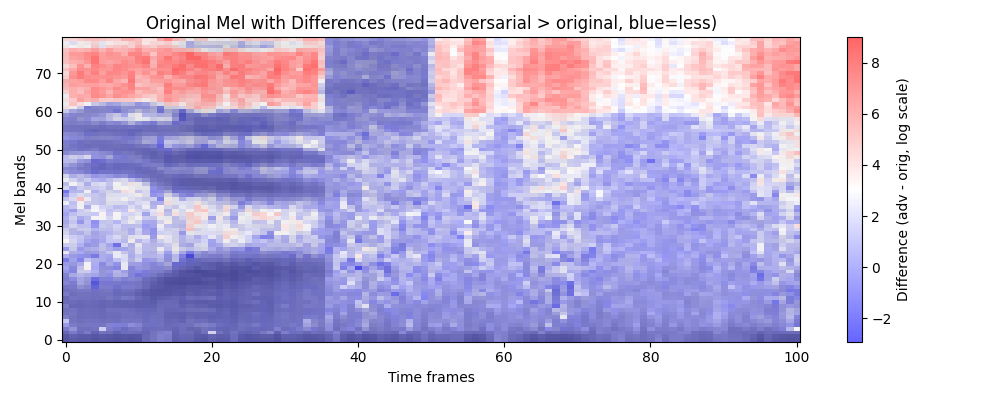 Original Mel with Differences (red=adversarial > original, blue=less)
Mel bands
70
60
50
40
30
20
10
0
0 20 40 60 80 100
Time frames
8
6
4
2
0
−2
Difference (adv - orig, log scale)